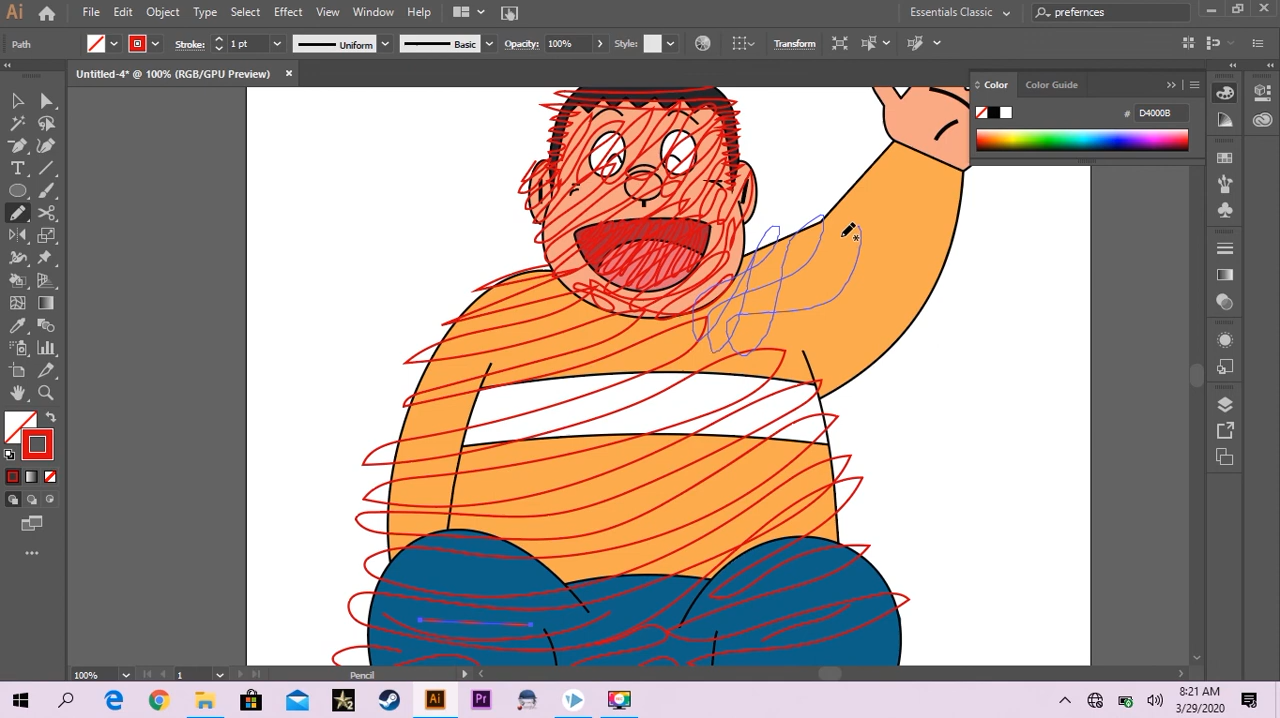 Ai File Edit Object Type Select Effect View Window Help Essentials Classic prefernces
Path Stroke: 1 pt Uniform Basic Opacity: 100% Style: Transform
Untitled-4* @ 100% (RGB/GPU Preview)
Color Color Guide
# D4000B
100% 1 Pencil
Ai Pr
8:21 AM
3/29/2020